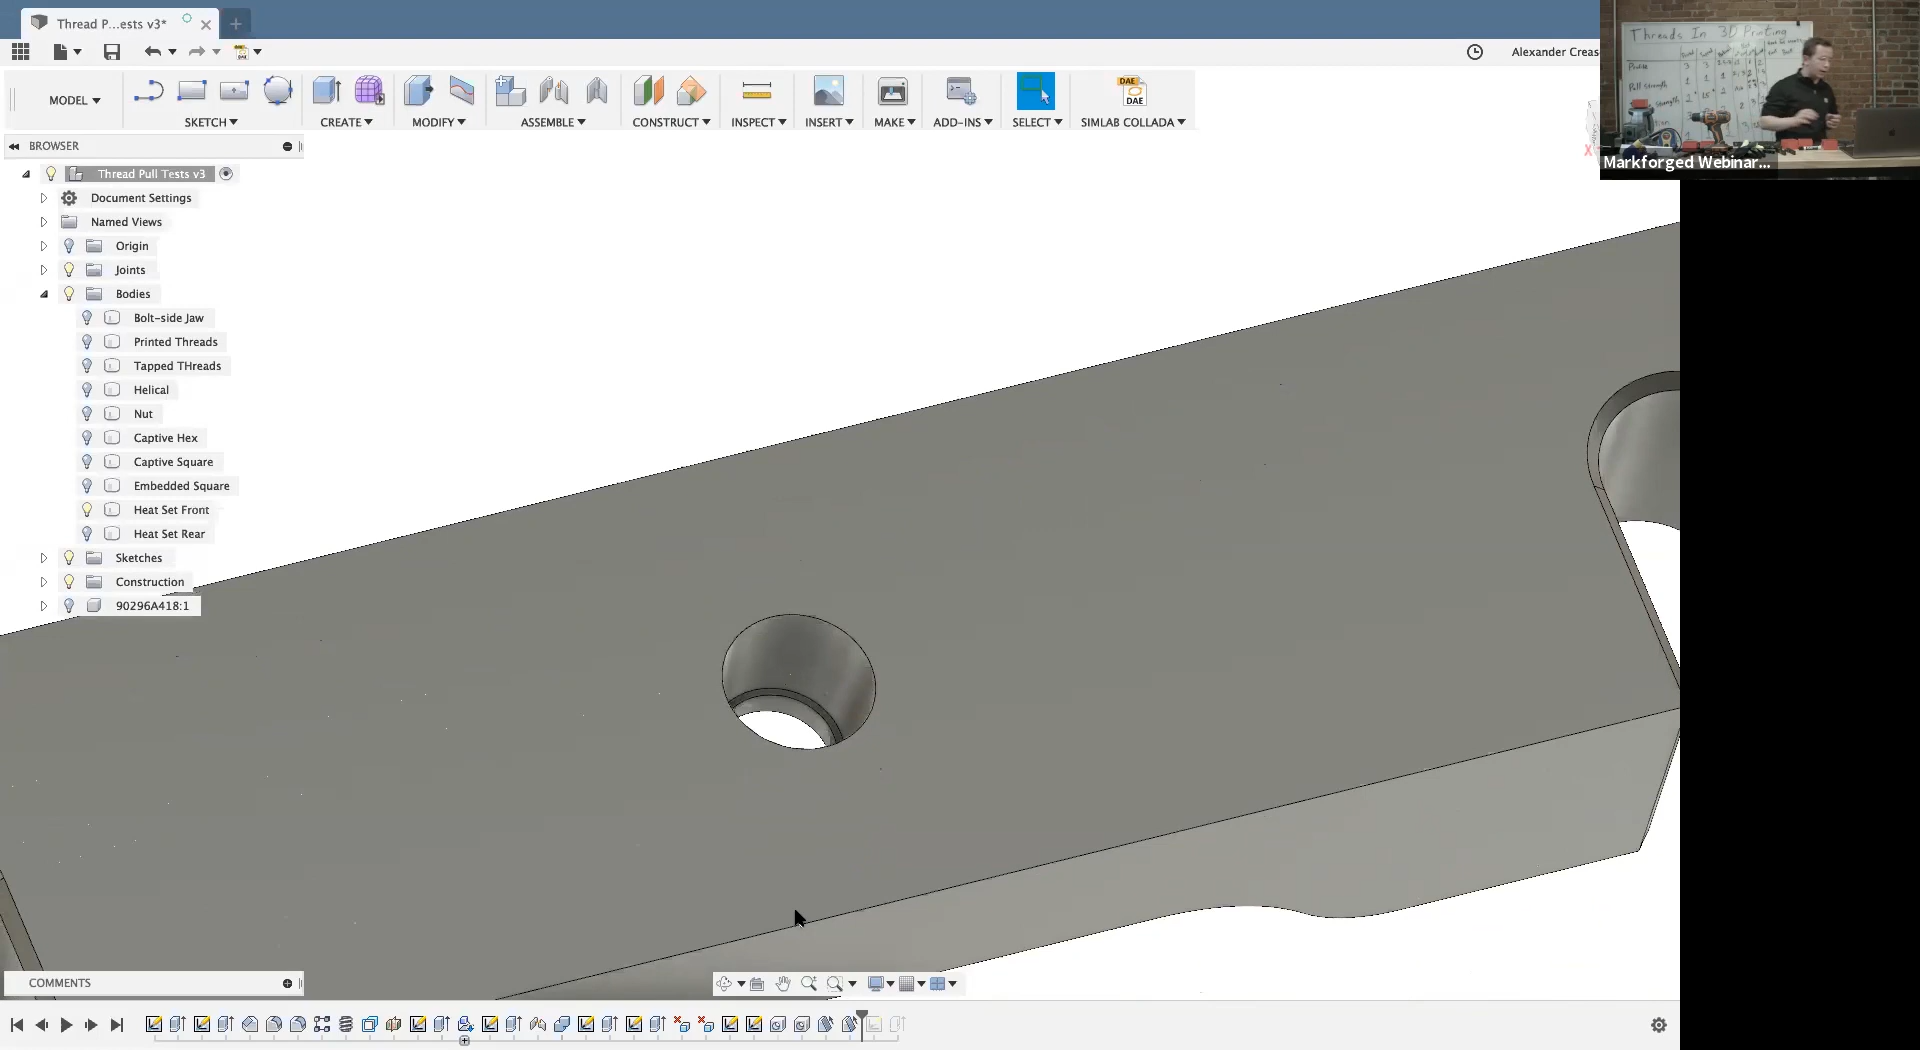 Thread P...ests v3*
Alexander Creas
MODEL
SKETCH
CREATE
MODIFY
ASSEMBLE
CONSTRUCT
INSPECT
INSERT
MAKE
ADD-INS
SELECT
DAE
DAE
SIMLAB COLLADA
BROWSER
Thread Pull Tests v3
Document Settings
Named Views
Origin
Joints
Bodies
Bolt-side Jaw
Printed Threads
Tapped THreads
Helical
Nut
Captive Hex
Captive Square
Embedded Square
Heat Set Front
Heat Set Rear
Sketches
Construction
90296A418:1
COMMENTS
X
Threads In 3D Printing
Pull Strength
Strength
Markforged Webinar...